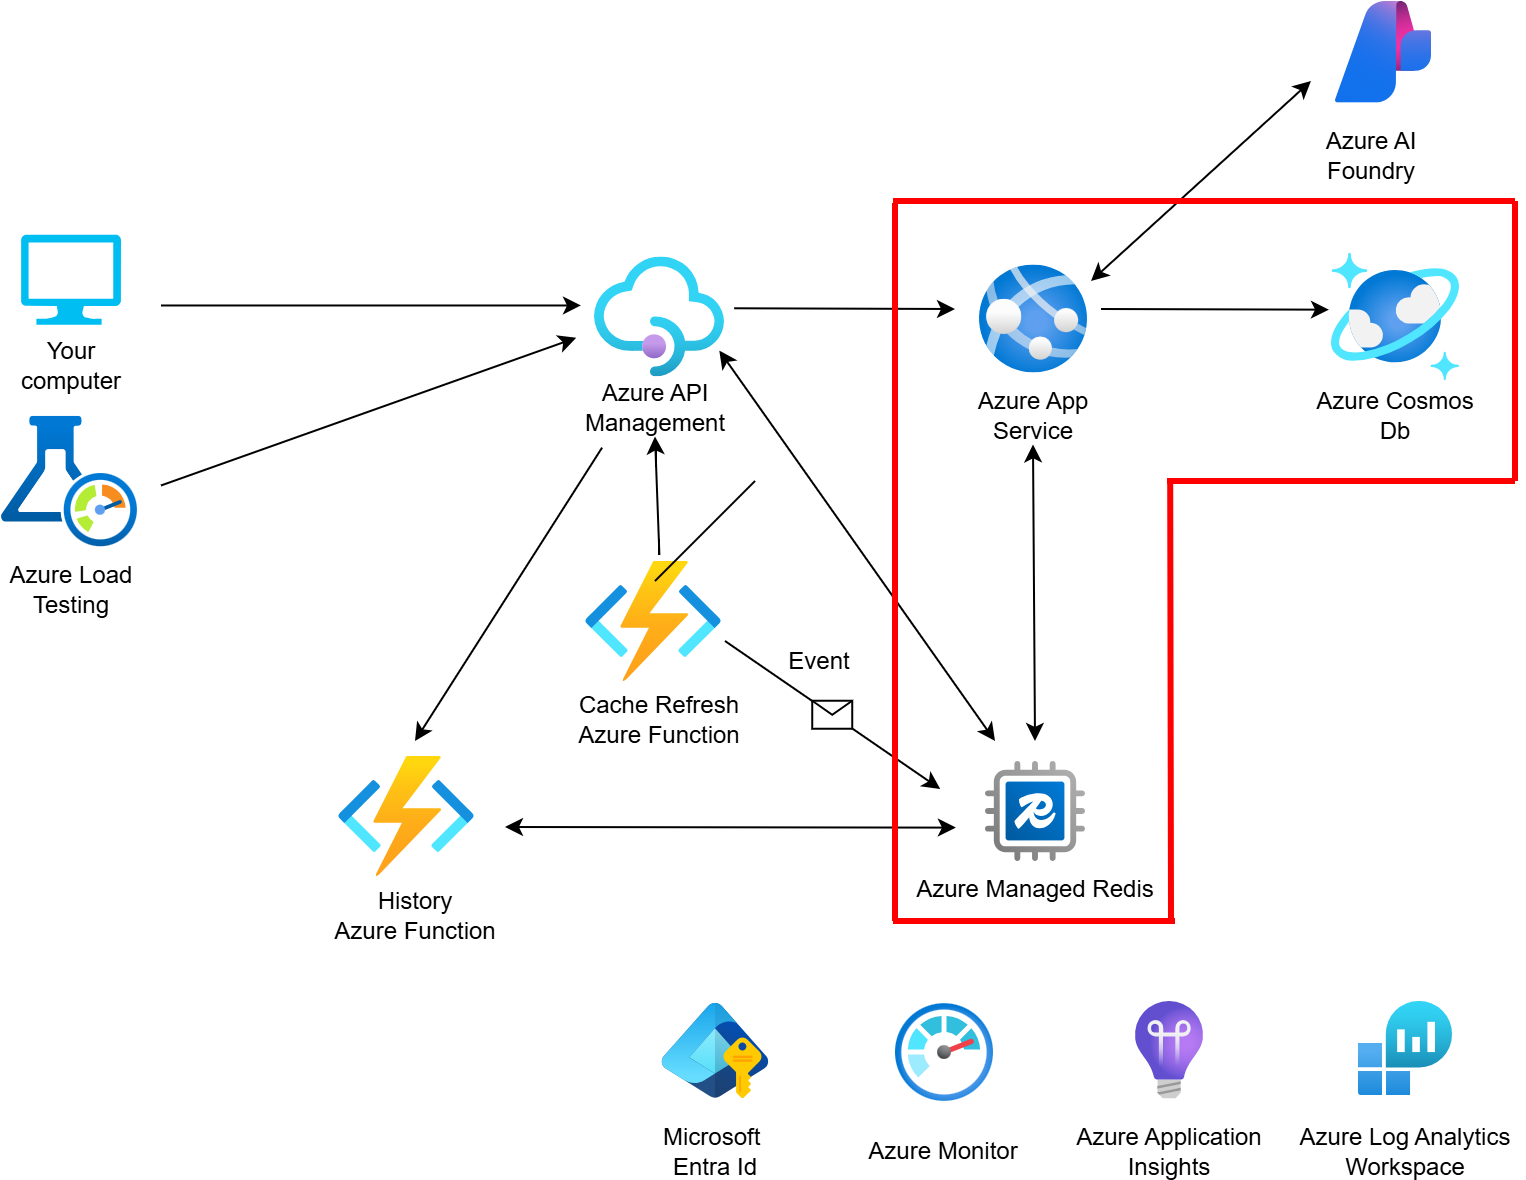 Azure AI
Foundry
Your
computer
Azure API
Management
Azure App
Service
Azure Cosmos
Db
Azure Load
Testing
Event
Cache Refresh
Azure Function
History
Azure Function
Azure Managed Redis
Microsoft
Entra Id
Azure Monitor
Azure Application
Insights
Azure Log Analytics
Workspace